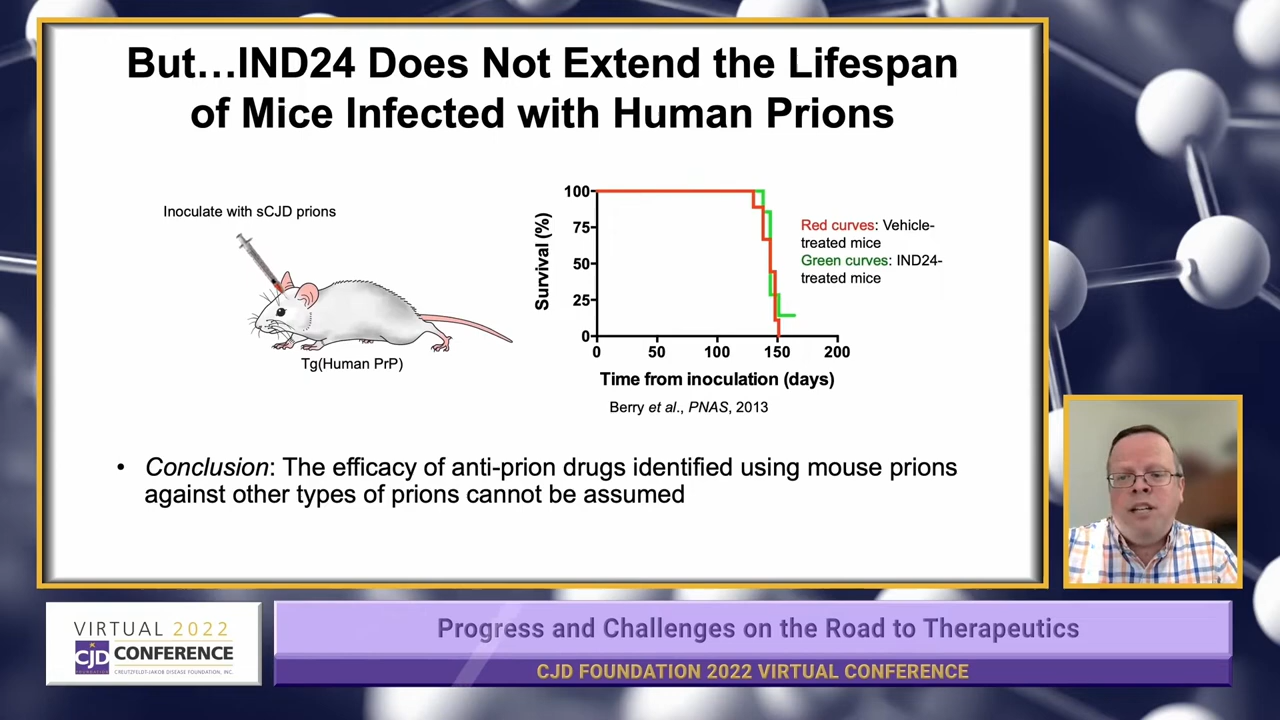 But…IND24 Does Not Extend the Lifespan
of Mice Infected with Human Prions
Inoculate with sCJD prions
Tg(Human PrP)
Survival (%)
100
75
50
25
0
0 50 100 150 200
Time from inoculation (days)
Berry et al., PNAS, 2013
Red curves: Vehicle-
treated mice
Green curves: IND24-
treated mice
• Conclusion: The efficacy of anti-prion drugs identified using mouse prions
against other types of prions cannot be assumed
VIRTUAL 2022
CJD CONFERENCE
FOUNDATION CREUTZFELDT-JAKOB DISEASE FOUNDATION, INC.
Progress and Challenges on the Road to Therapeutics
CJD FOUNDATION 2022 VIRTUAL CONFERENCE